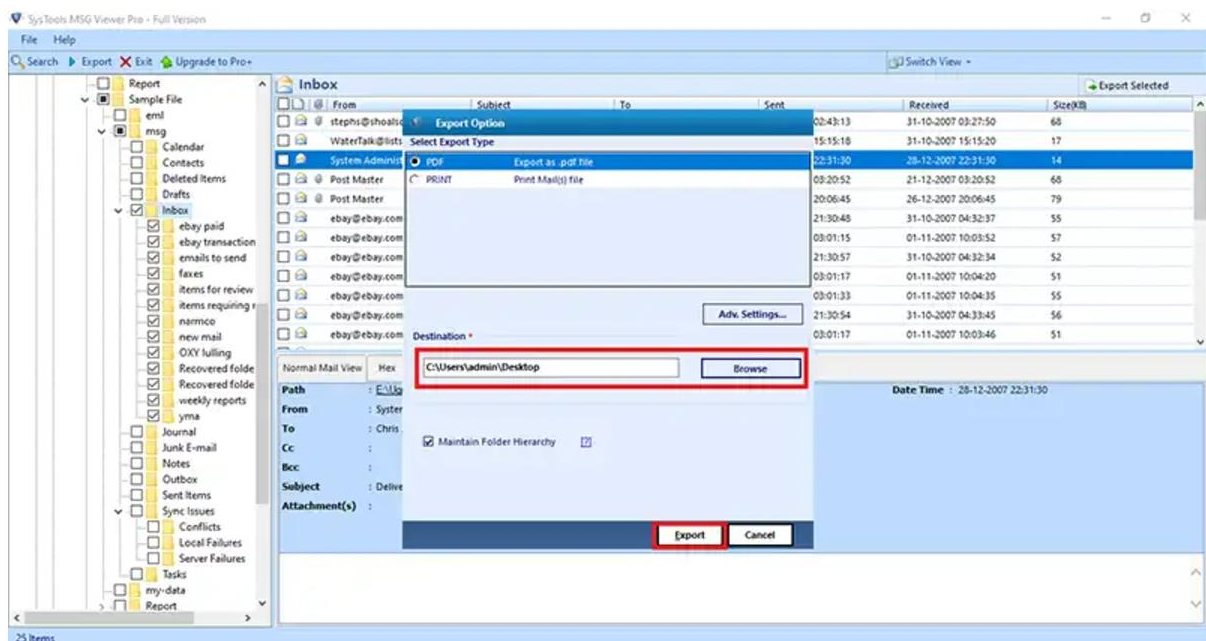 SysTools MSG Viewer Pro - Full Version
File Help
Search Export Exit Upgrade to Pro+ Switch View
Report
Sample File
eml
msg
Calendar
Contacts
Deleted Items
Drafts
Inbox
ebay paid
ebay transaction
emails to send
faxes
items for review
items requiring
narmco
new mail
OXY lulling
Recovered folde
Recovered folde
weekly reports
yma
Journal
Junk E-mail
Notes
Outbox
Sent Items
Sync Issues
Conflicts
Local Failures
Server Failures
Tasks
my-data
Report
25 Items
Inbox
Export Selected
From Subject To Sent Received Size(KB)
stephs@shoalsc 02:43:13 31-10-2007 03:27:50 68
WaterTalk@lists 15:15:18 31-10-2007 15:15:20 17
System Administ 22:31:30 28-12-2007 22:31:30 14
Post Master 03:20:52 21-12-2007 03:20:52 68
Post Master 20:06:45 26-12-2007 20:06:45 79
ebay@ebay.com 21:30:48 31-10-2007 04:32:37 55
ebay@ebay.com 03:01:15 01-11-2007 10:03:52 57
ebay@ebay.com 21:30:57 31-10-2007 04:32:34 52
ebay@ebay.com 03:01:17 01-11-2007 10:04:20 51
ebay@ebay.com 03:01:33 01-11-2007 10:04:35 55
ebay@ebay.com 21:30:54 31-10-2007 04:33:45 56
ebay@ebay.com 03:01:17 01-11-2007 10:03:46 51
Export Option
Select Export Type
PDF Export as .pdf file
PRINT Print Mail(s) file
Adv. Settings...
Destination *
C:\Users\admin\Desktop Browse
Maintain Folder Hierarchy [?]
Export Cancel
Normal Mail View Hex
Path : E:\Ug
Date Time : 28-12-2007 22:31:30
From : System
To : Chris
Cc :
Bcc :
Subject : Delive
Attachment(s) :